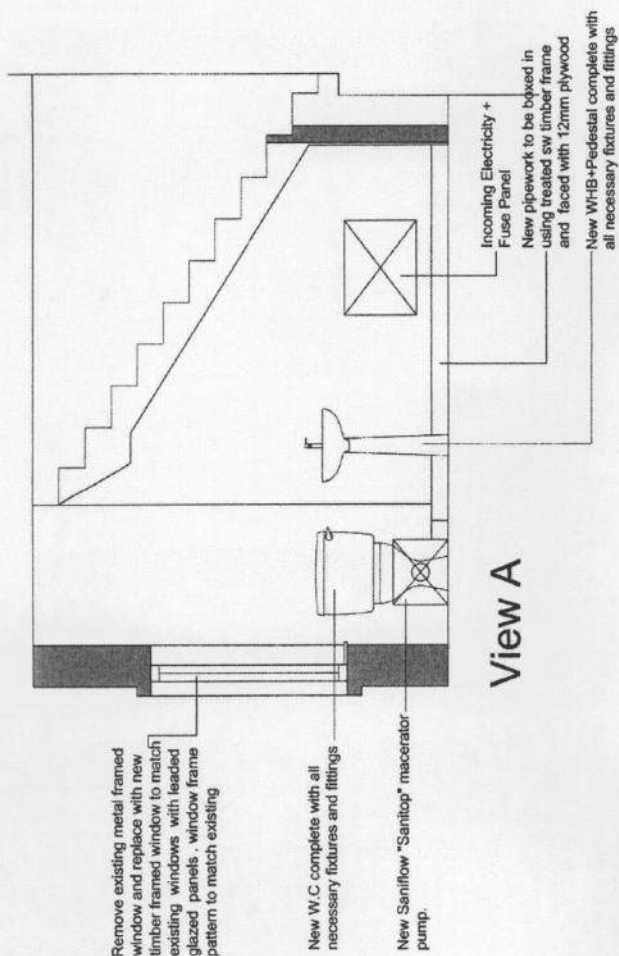 Remove existing metal framed
window and replace with new
timber framed window to match
existing windows with leaded
glazed panels . window frame
pattern to match existing
New W.C complete with all
necessary fixtures and fittings
New Saniflow "Sanitop" macerator
pump.
View A
Incoming Electricity +
Fuse Panel
New pipework to be boxed in
using treated sw timber frame
and faced with 12mm plywood
New WHB+Pedestal complete with
all necessary fixtures and fittings